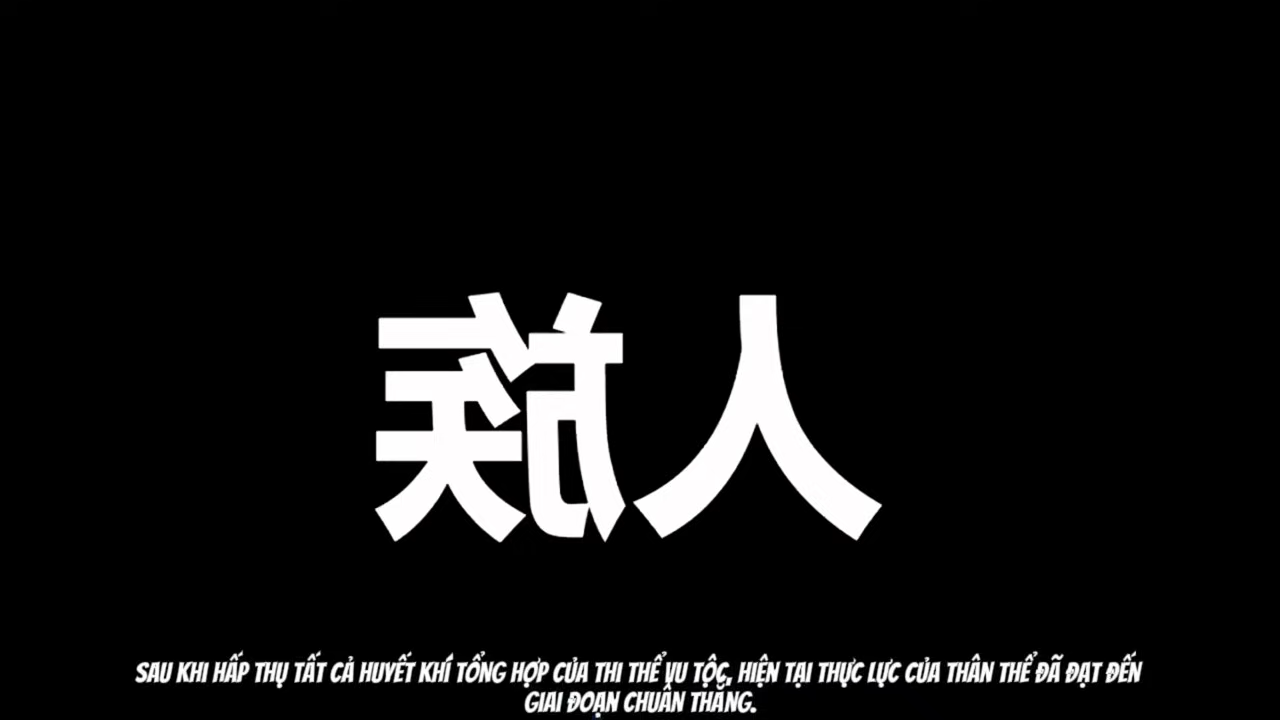 人族
SAU KHI HẤP THỤ TẤT CẢ HUYẾT KHÍ TỔNG HỢP CỦA THI THỂ VU TỘC, HIỆN TẠI THỰC LỰC CỦA THÂN THỂ ĐÃ ĐẠT ĐẾN
GIAI ĐOẠN CHUẨN THĂNG.